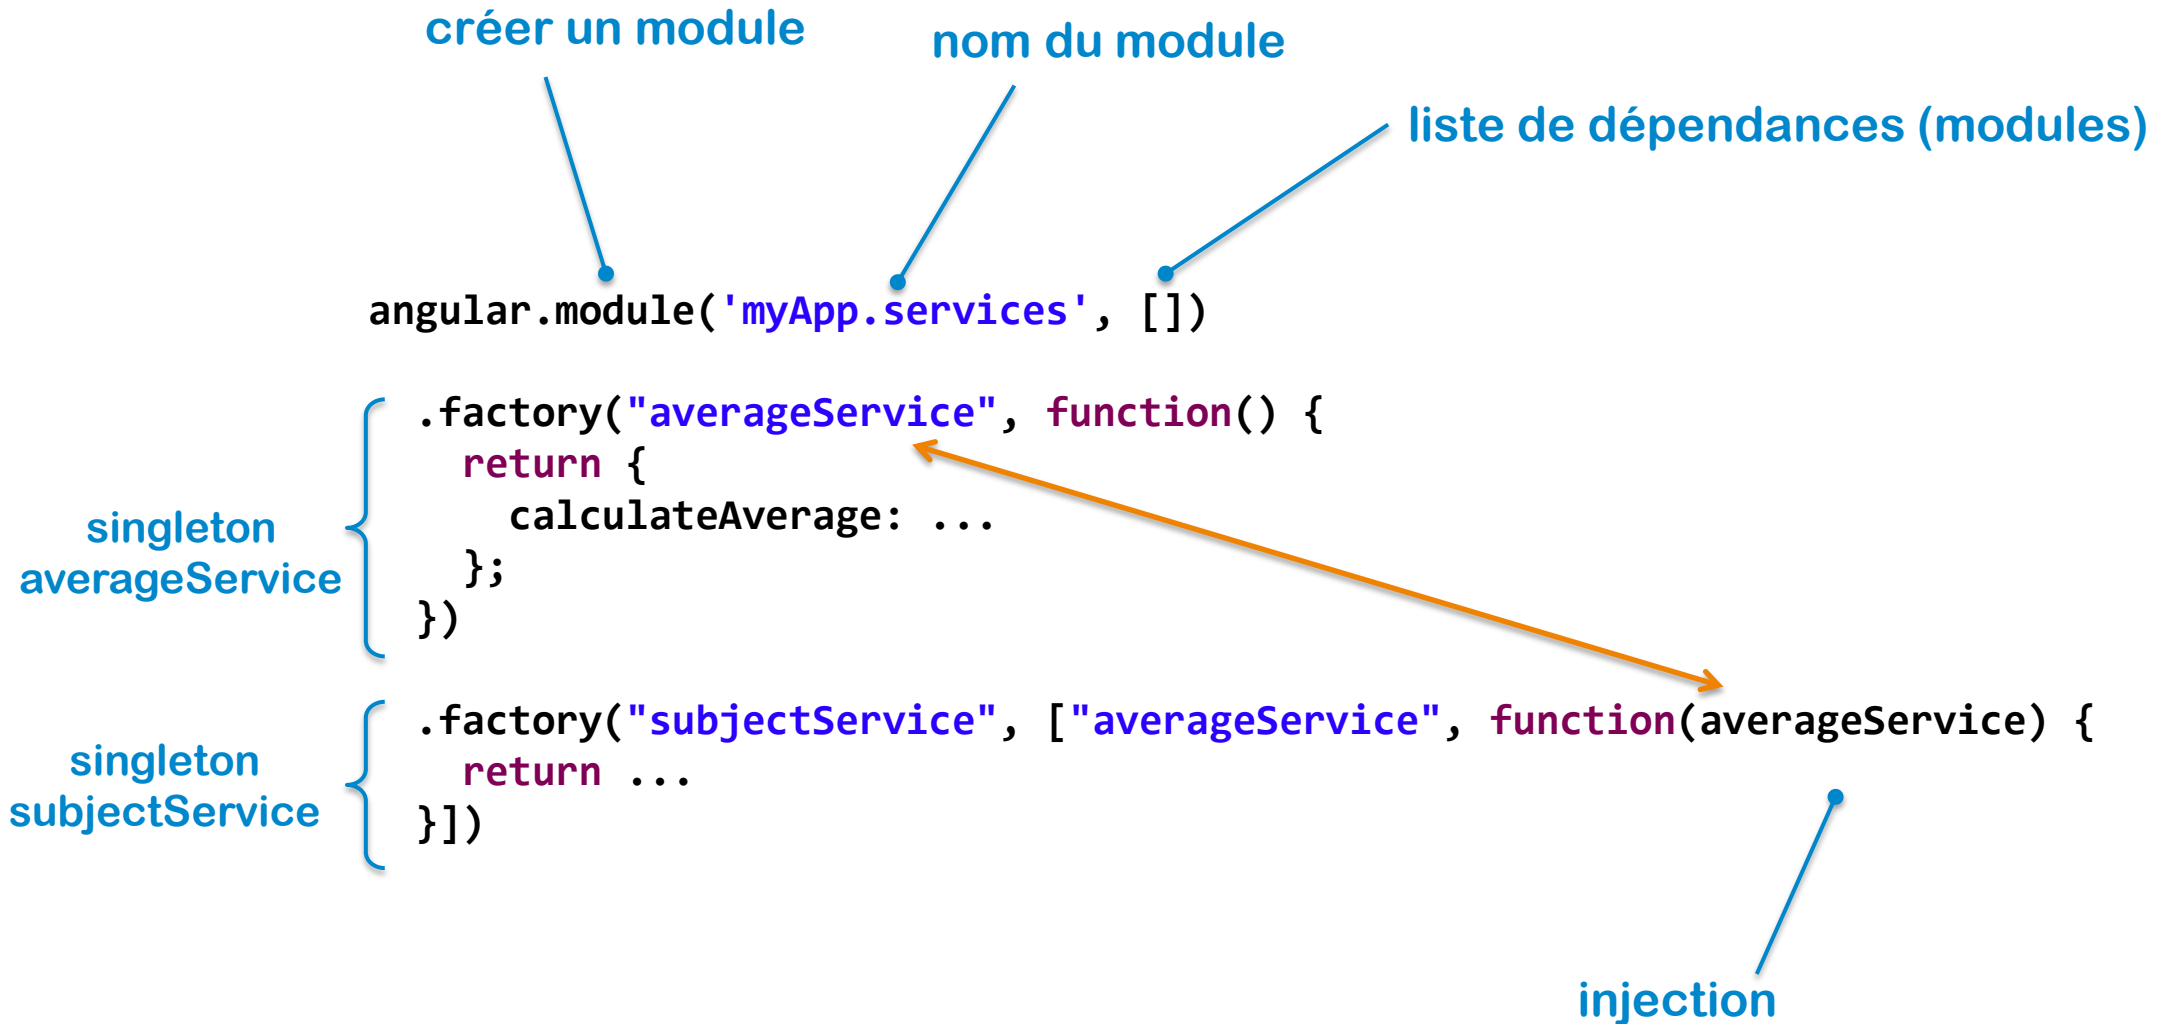 créer un module
nom du module
liste de dépendances (modules)
angular.module('myApp.services', [])
.factory("averageService", function() {
return {
calculateAverage: ...
};
})
singleton
averageService
.factory("subjectService", ["averageService", function(averageService) {
return ...
}])
singleton
subjectService
injection